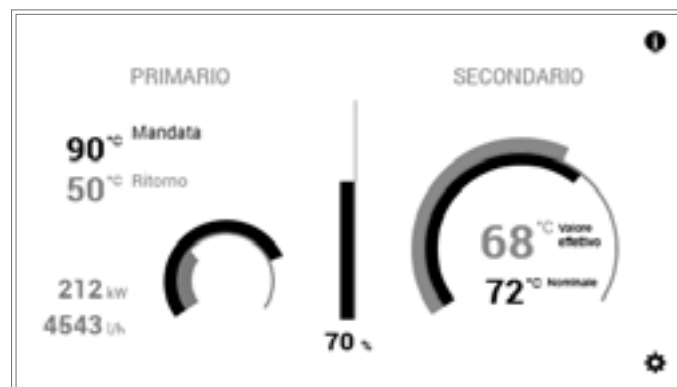 PRIMARIO
90 °C Mandata
50 °C Ritorno
212 kW
4543 l/h
70 %
SECONDARIO
68 °C Valore
effettivo
72 °C Nominale